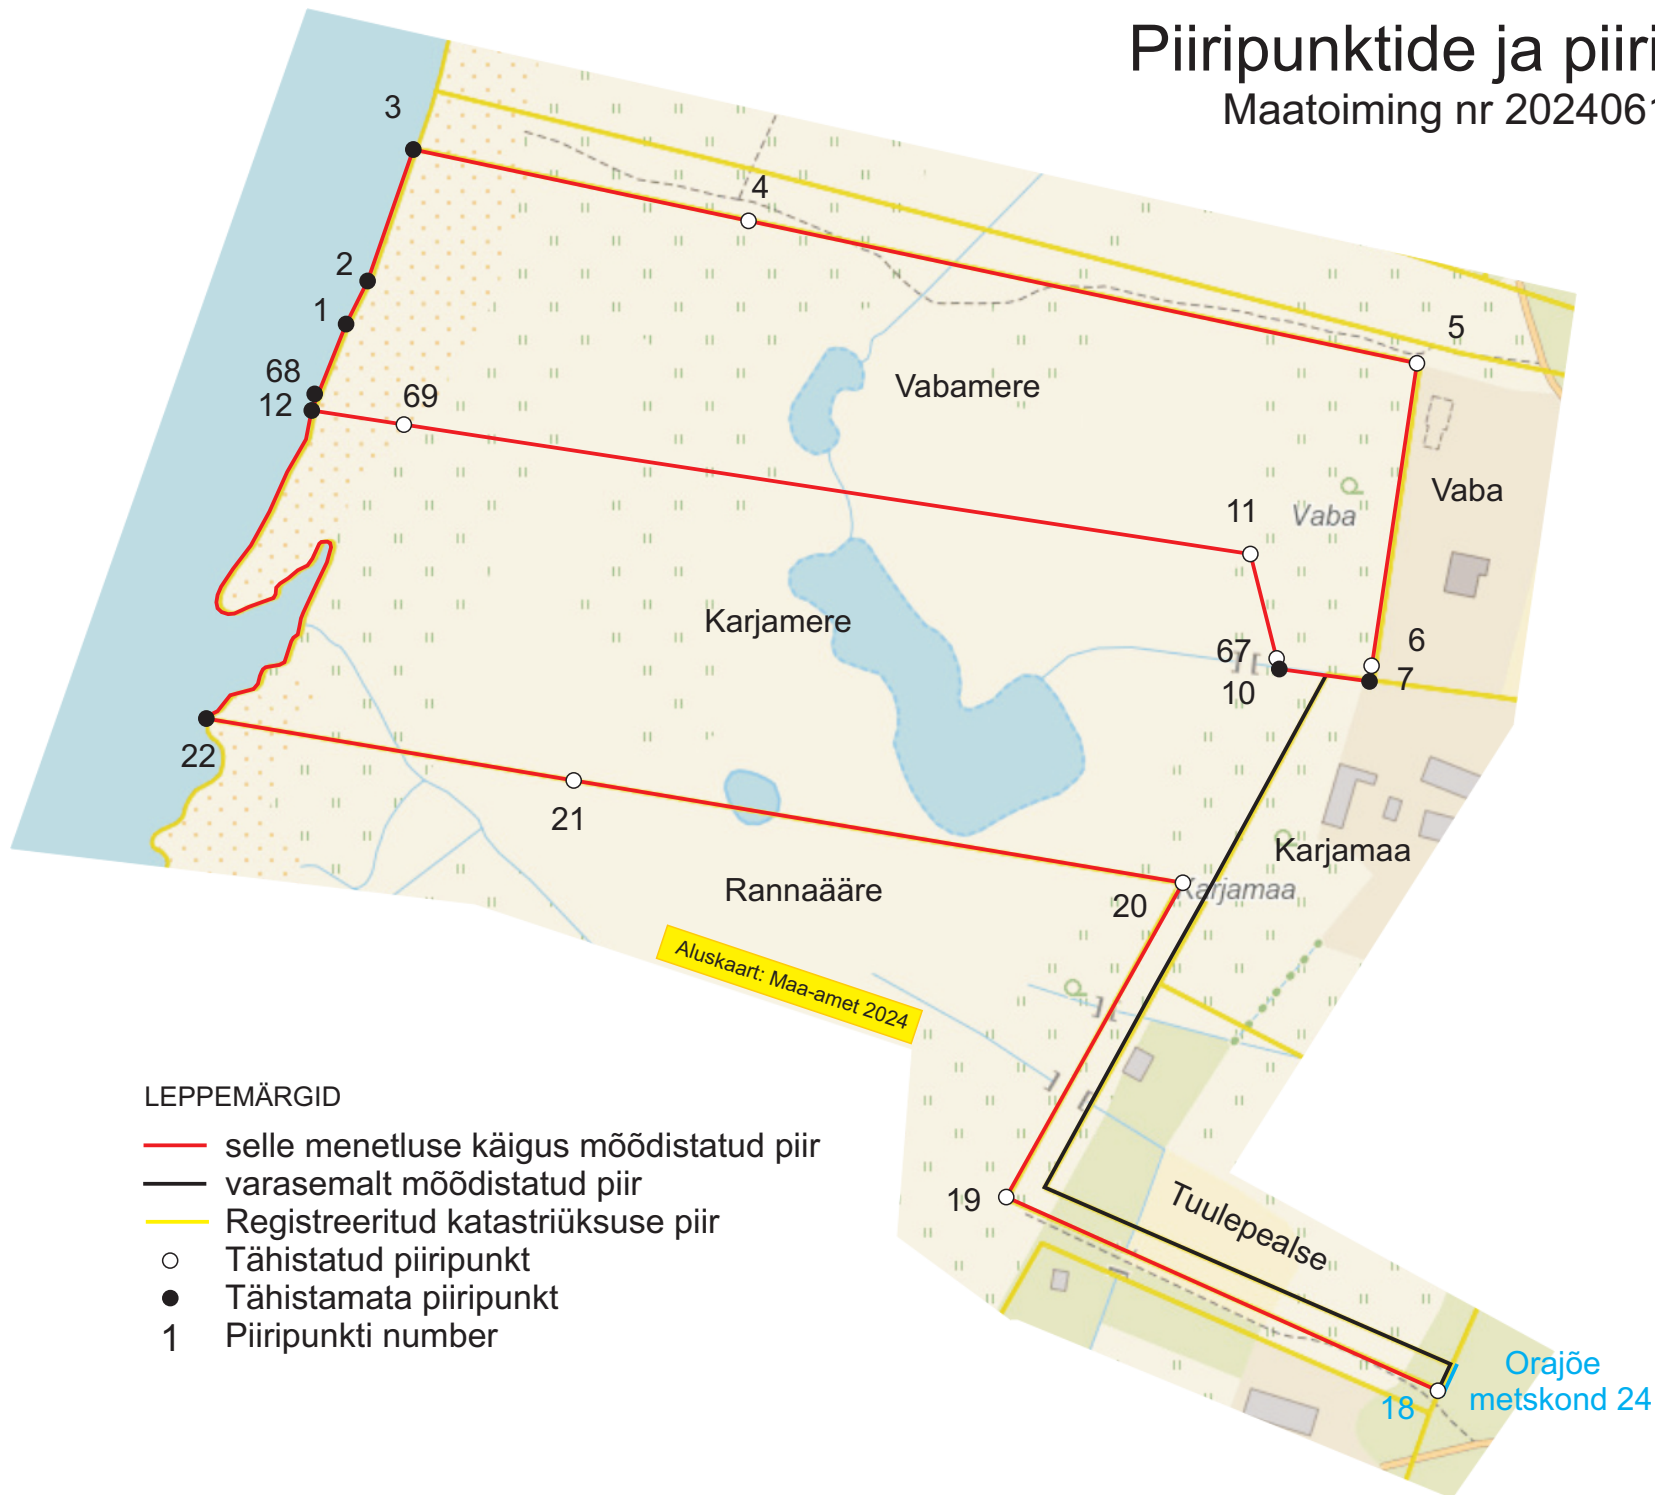 Piiripunktide ja piiri
Maatoiming nr 2024061
3
4
2
1
5
68
12
69
Vabamere
Vaba
11
Vaba
Karjamere
6
67
7
10
22
21
Karjamaa
Rannaääre
Karjamaa
20
Aluskaart: Maa-amet 2024
LEPPEMÄRGID
selle menetluse käigus mõõdistatud piir
varasemalt mõõdistatud piir
Registreeritud katastriüksuse piir
Tähistatud piiripunkt
Tähistamata piiripunkt
1 Piiripunkti number
19
Tuulepealse
Orajõe
metskond 24
18